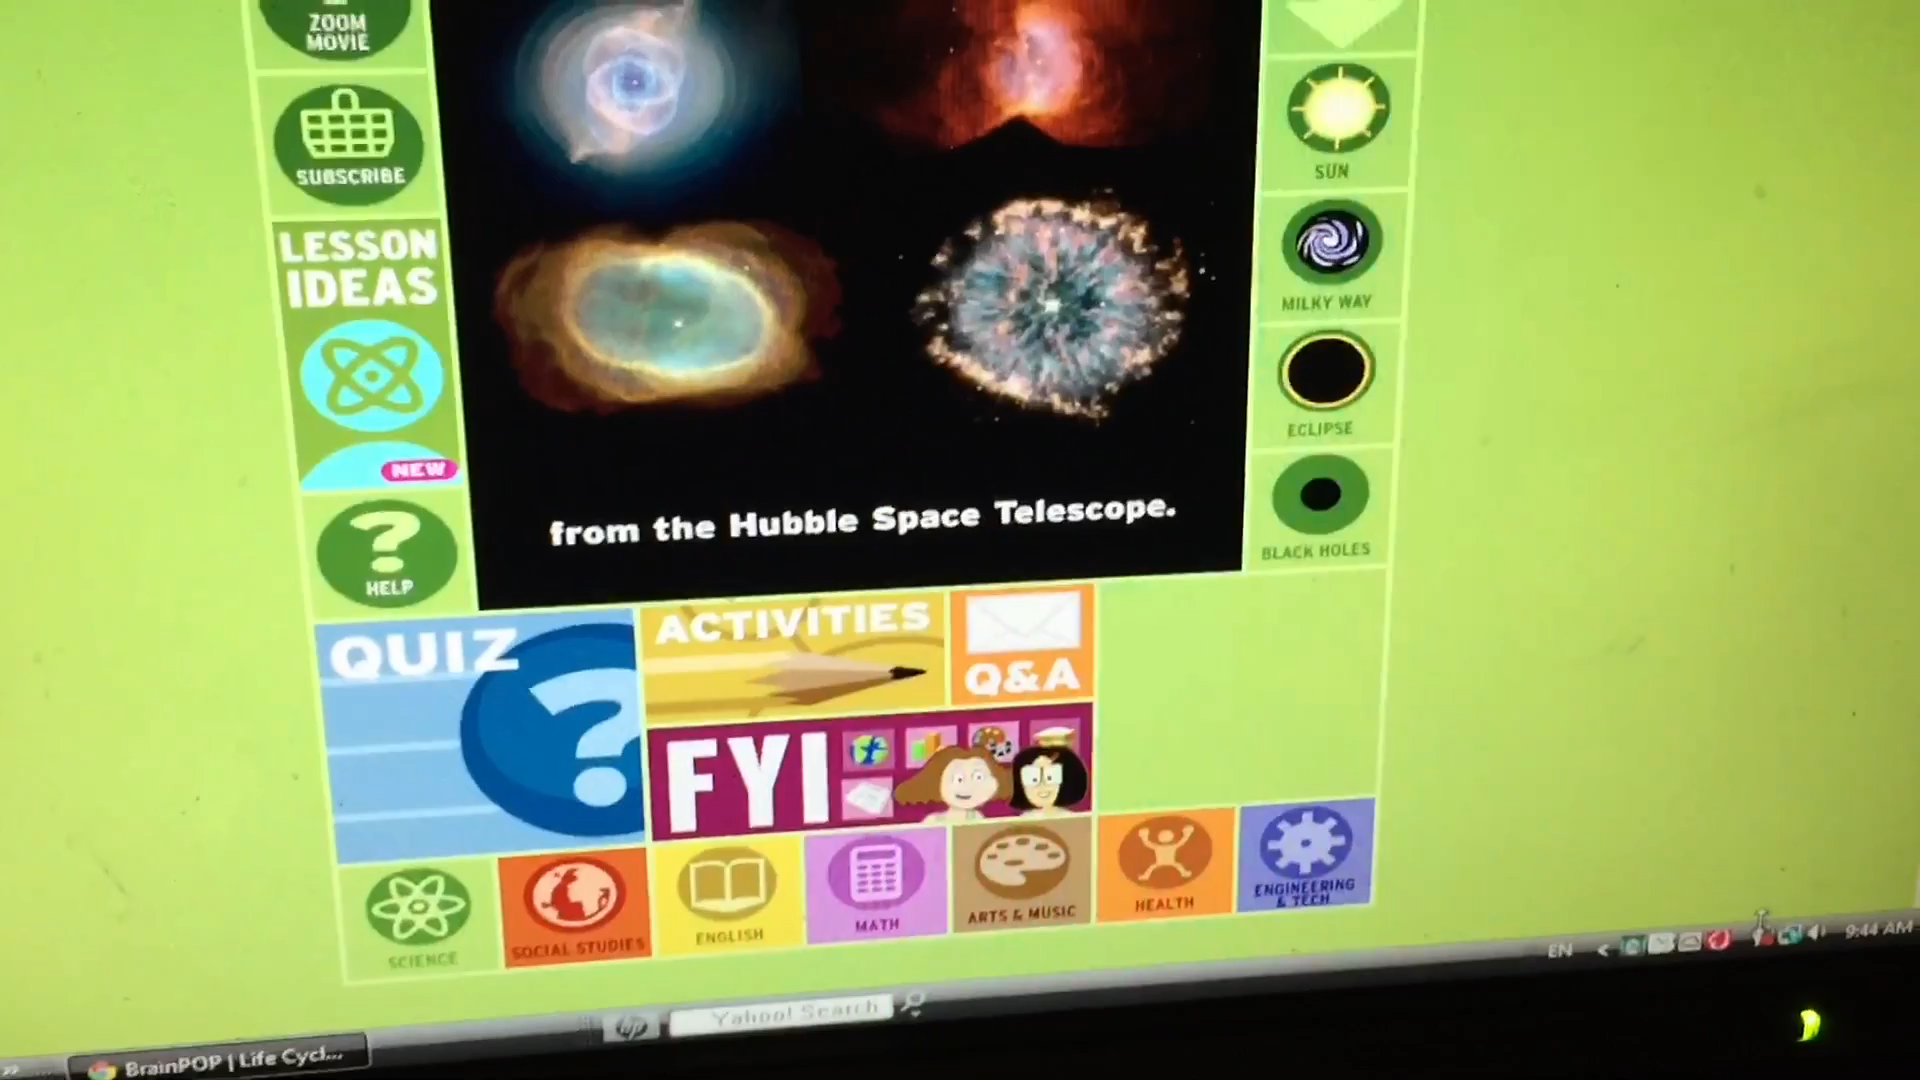 ZOOM
MOVIE
SUBSCRIBE
LESSON
IDEAS
NEW
HELP
from the Hubble Space Telescope.
SUN
MILKY WAY
ECLIPSE
BLACK HOLES
QUIZ
ACTIVITIES
Q&A
FYI
SCIENCE
SOCIAL STUDIES
ENGLISH
MATH
ARTS & MUSIC
HEALTH
ENGINEERING
& TECH
EN
9:44 AM
hp
Yahoo! Search
BrainPOP | Life Cycl...